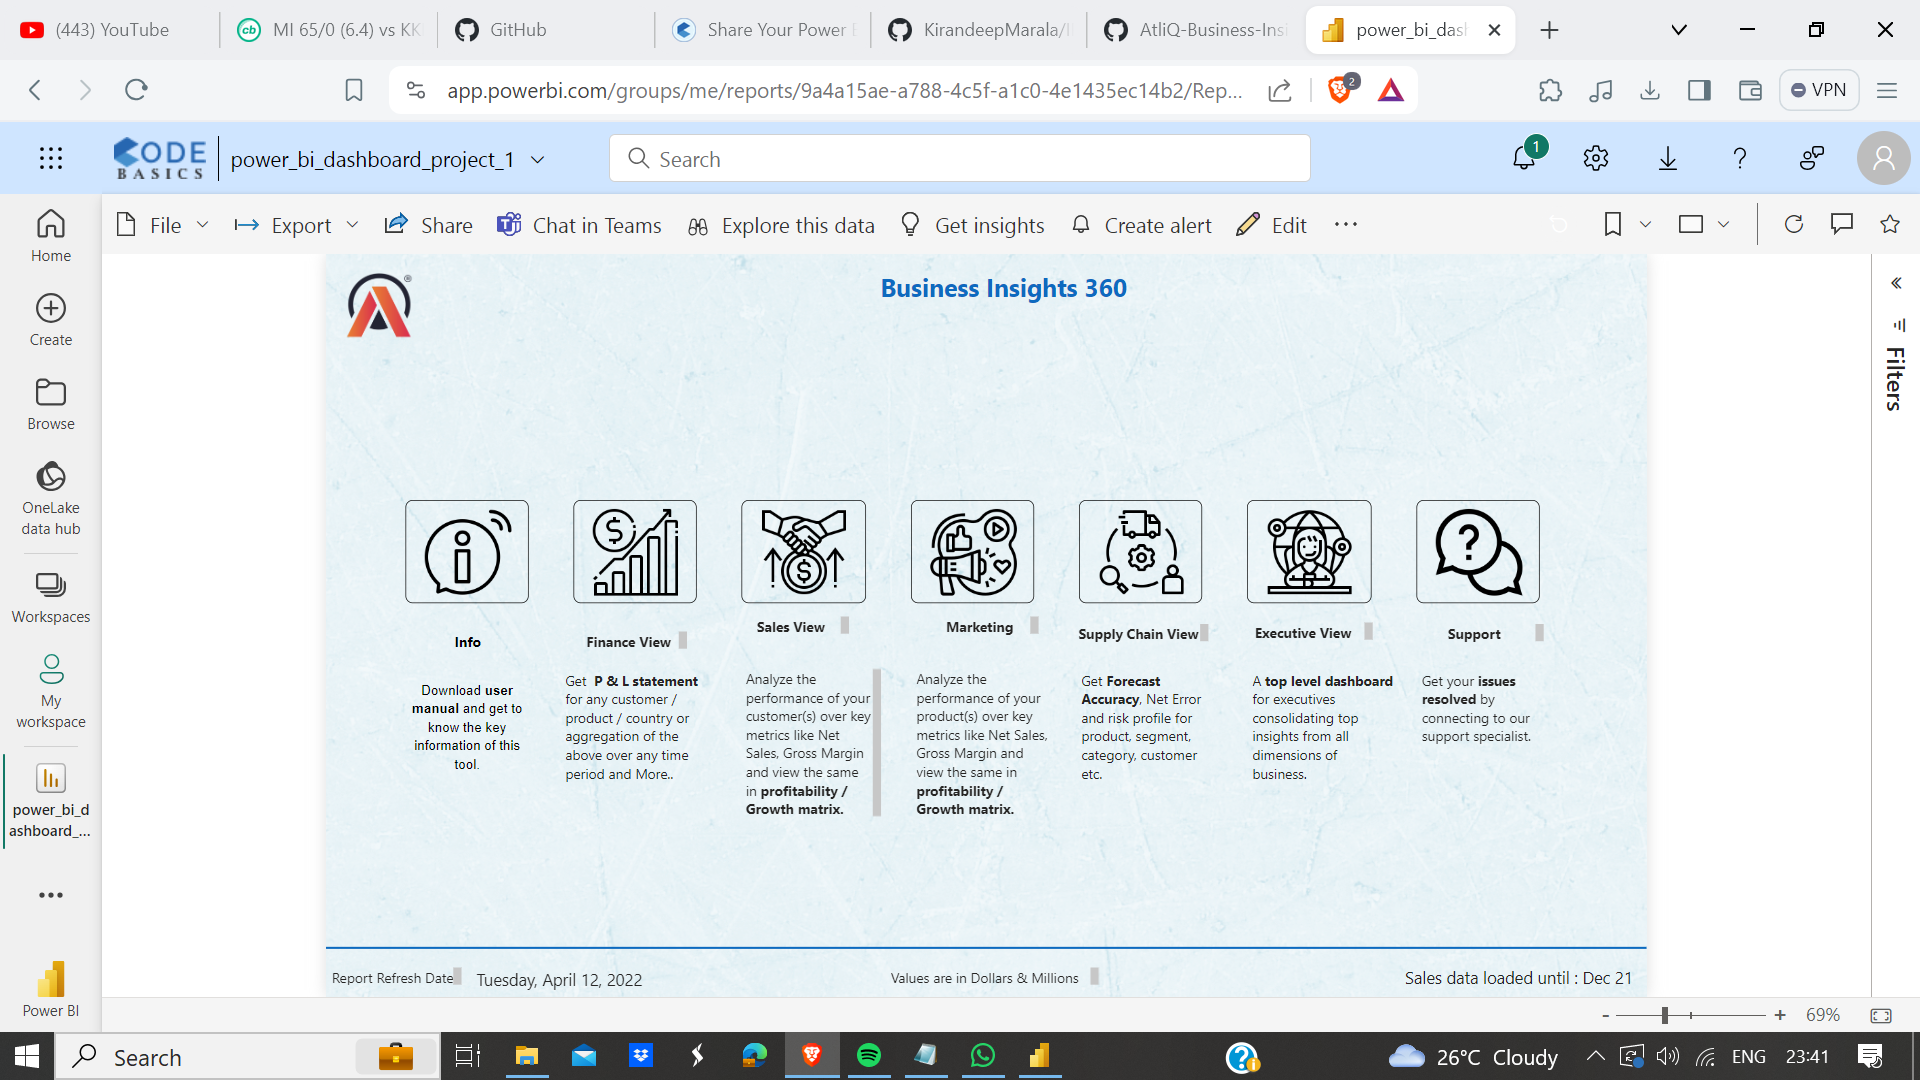 (443) YouTube
MI 65/0 (6.4) vs KK
GitHub
Share Your Power
KirandeepMarala/
AtliQ-Business-Insi
power_bi_dash
app.powerbi.com/groups/me/reports/9a4a15ae-a788-4c5f-a1c0-4e1435ec14b2/Rep...
2
VPN
CODE
BASICS
power_bi_dashboard_project_1
Search
1
File
Export
Share
Chat in Teams
Explore this data
Get insights
Create alert
Edit
Home
Create
Browse
OneLake
data hub
Workspaces
My
workspace
power_bi_d
ashboard_...
Power BI
Filters
Business Insights 360
Info
Download user
manual and get to
know the key
information of this
tool.
Finance View
Get P & L statement
for any customer /
product / country or
aggregation of the
above over any time
period and More..
Sales View
Analyze the
performance of your
customer(s) over key
metrics like Net
Sales, Gross Margin
and view the same
in profitability /
Growth matrix.
Marketing
Analyze the
performance of your
product(s) over key
metrics like Net Sales,
Gross Margin and
view the same in
profitability /
Growth matrix.
Supply Chain View
Get Forecast
Accuracy, Net Error
and risk profile for
product, segment,
category, customer
etc.
Executive View
A top level dashboard
for executives
consolidating top
insights from all
dimensions of
business.
Support
Get your issues
resolved by
connecting to our
support specialist.
Report Refresh Date
Tuesday, April 12, 2022
Values are in Dollars & Millions
Sales data loaded until : Dec 21
- + 69%
Search
26°C Cloudy
ENG
23:41